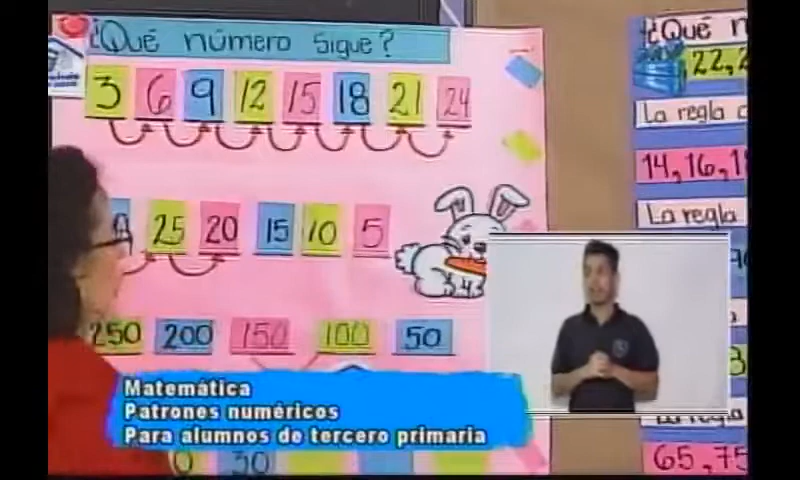 ¿Qué número sigue?
3 6 9 12 15 18 21 24
25 20 15 10 5
250 200 150 100 50
50
¿Qué n
, 22, 2
La regla
14, 16, 1
La regla
65, 75
Matemática
Patrones numéricos
Para alumnos de tercero primaria